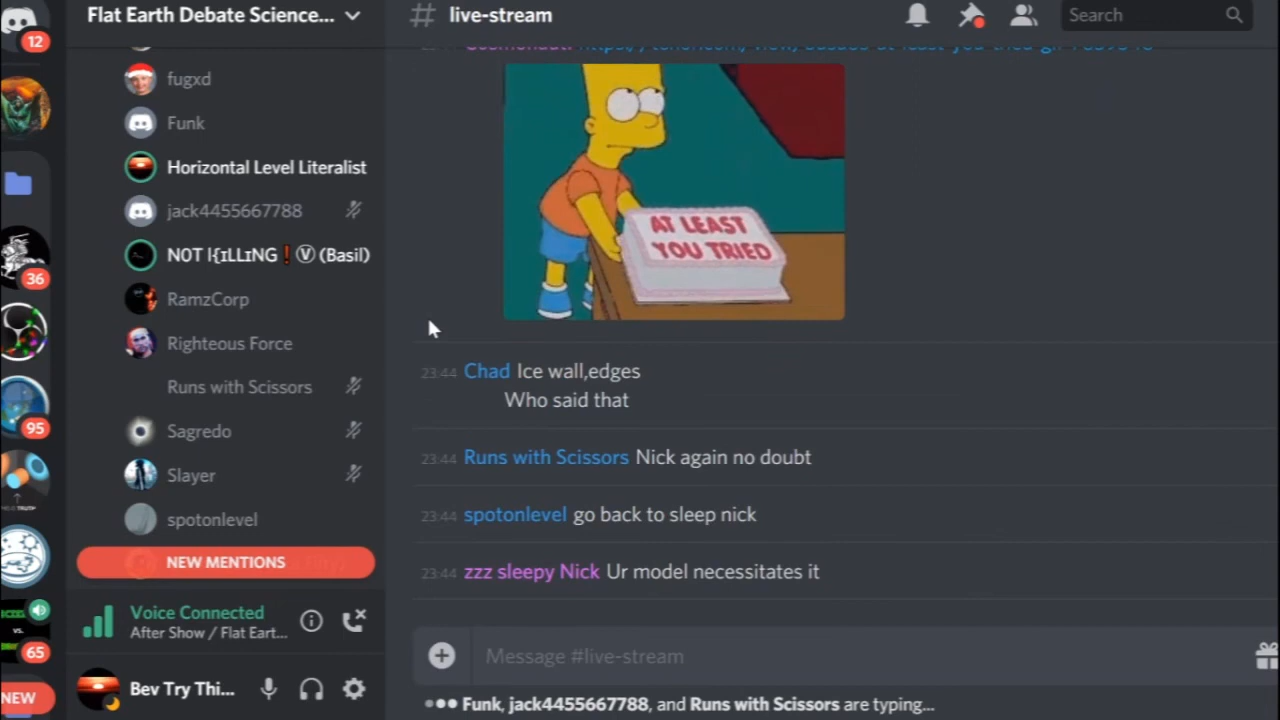 12
36
95
65
NEW
Flat Earth Debate Science...
fugxd
Funk
Horizontal Level Literalist
jack4455667788
RamzCorp
Righteous Force
Runs with Scissors
Sagredo
Slayer
spotonlevel
NEW MENTIONS
Voice Connected
After Show / Flat Eart...
Bev Try Thi...
# live-stream
Search
AT LEAST
YOU TRIED
23:44 Chad Ice wall,edges
Who said that
23:44 Runs with Scissors Nick again no doubt
23:44 spotonlevel go back to sleep nick
23:44 zzz sleepy Nick Ur model necessitates it
Message #live-stream
Funk, jack4455667788, and Runs with Scissors are typing...